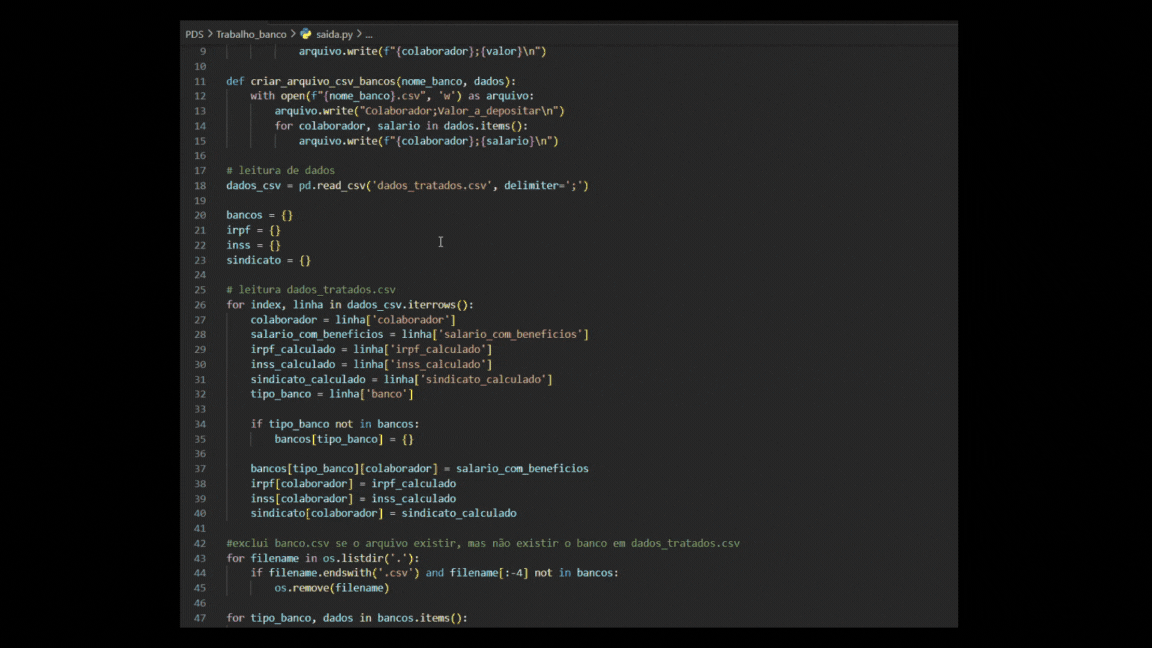 PDS > Trabalho_banco > saida.py > ...
9 arquivo.write(f"{colaborador};{valor}\n")
10
11 def criar_arquivo_csv_bancos(nome_banco, dados):
12 with open(f"{nome_banco}.csv", 'w') as arquivo:
13 arquivo.write("Colaborador;Valor_a_depositar\n")
14 for colaborador, salario in dados.items():
15 arquivo.write(f"{colaborador};{salario}\n")
16
17 # leitura de dados
18 dados_csv = pd.read_csv('dados_tratados.csv', delimiter=';')
19
20 bancos = {}
21 irpf = {}
22 inss = {}
23 sindicato = {}
24
25 # leitura dados_tratados.csv
26 for index, linha in dados_csv.iterrows():
27 colaborador = linha['colaborador']
28 salario_com_beneficios = linha['salario_com_beneficios']
29 irpf_calculado = linha['irpf_calculado']
30 inss_calculado = linha['inss_calculado']
31 sindicato_calculado = linha['sindicato_calculado']
32 tipo_banco = linha['banco']
33
34 if tipo_banco not in bancos:
35 bancos[tipo_banco] = {}
36
37 bancos[tipo_banco][colaborador] = salario_com_beneficios
38 irpf[colaborador] = irpf_calculado
39 inss[colaborador] = inss_calculado
40 sindicato[colaborador] = sindicato_calculado
41
42 #exclui banco.csv se o arquivo existir, mas não existir o banco em dados_tratados.csv
43 for filename in os.listdir('.'):
44 if filename.endswith('.csv') and filename[:-4] not in bancos:
45 os.remove(filename)
46
47 for tipo_banco, dados in bancos.items():